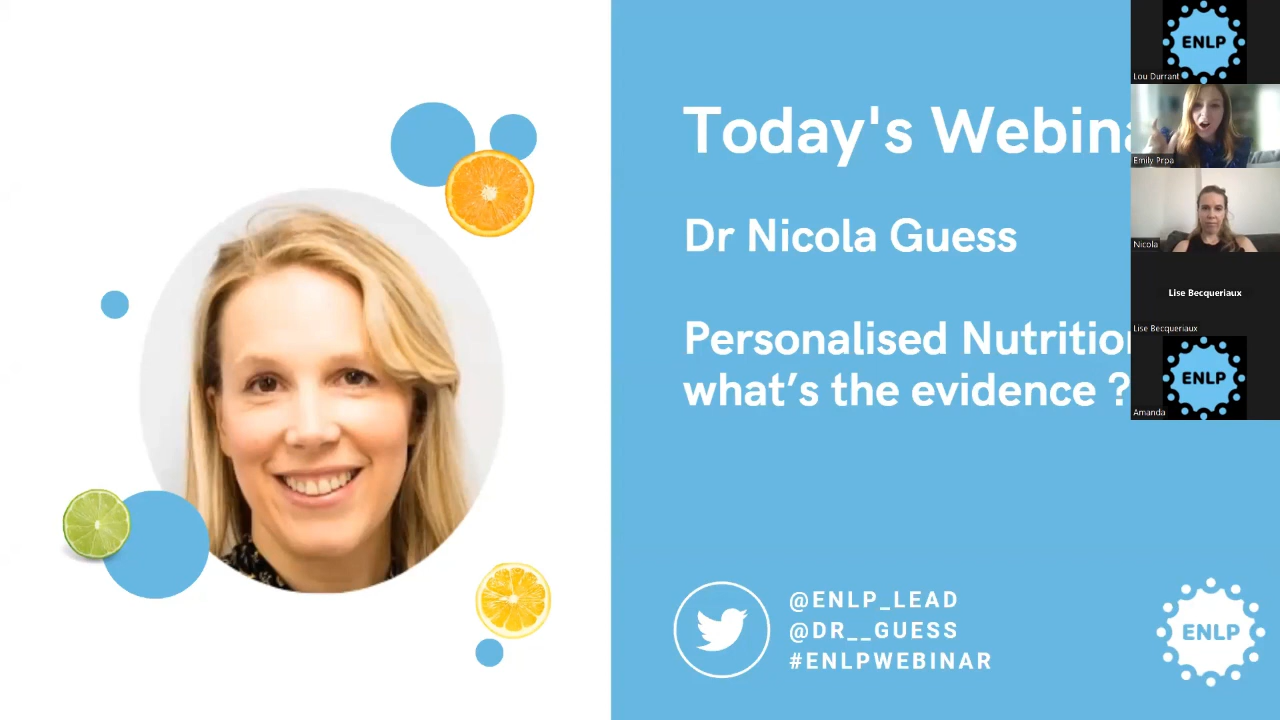 Today's Webina
Dr Nicola Guess
Personalised Nutrition
what's the evidence ?
@ENLP_LEAD
@DR__GUESS
#ENLPWEBINAR
ENLP
ENLP
Lou Durrant
Emily Prpa
Nicola
Lise Becqueriaux
Lise Becqueriaux
ENLP
Amanda